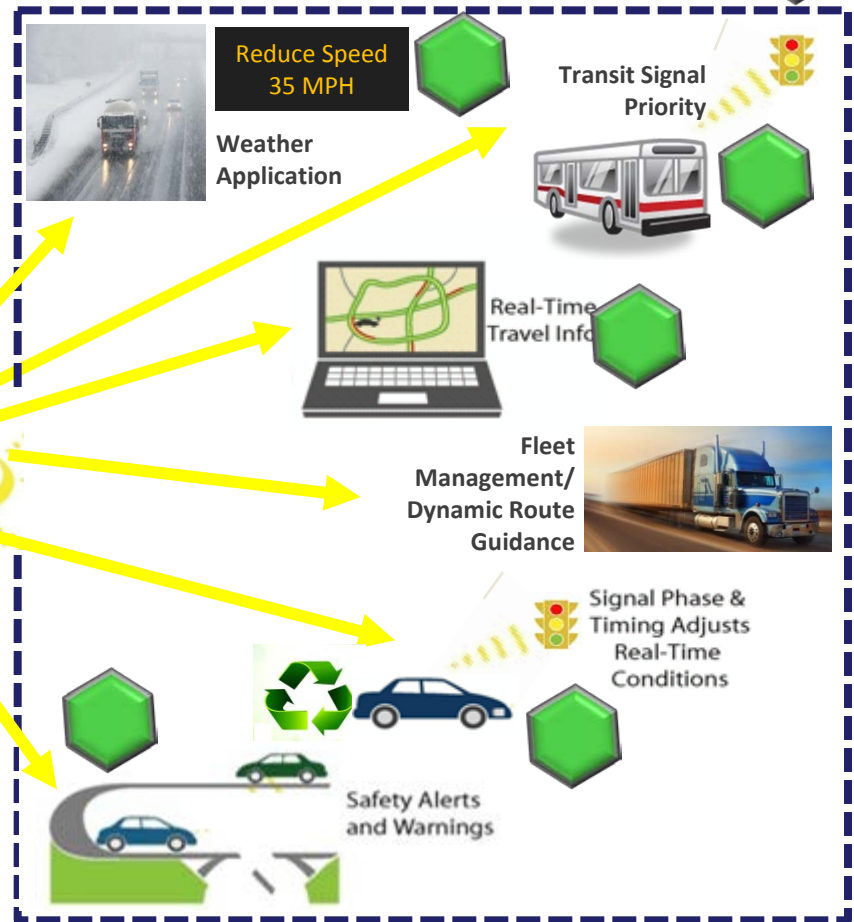 Reduce Speed
35 MPH
Weather
Application
Transit Signal
Priority
Real-Time
Travel Info
Fleet
Management/
Dynamic Route
Guidance
Signal Phase &
Timing Adjusts
Real-Time
Conditions
Safety Alerts
and Warnings